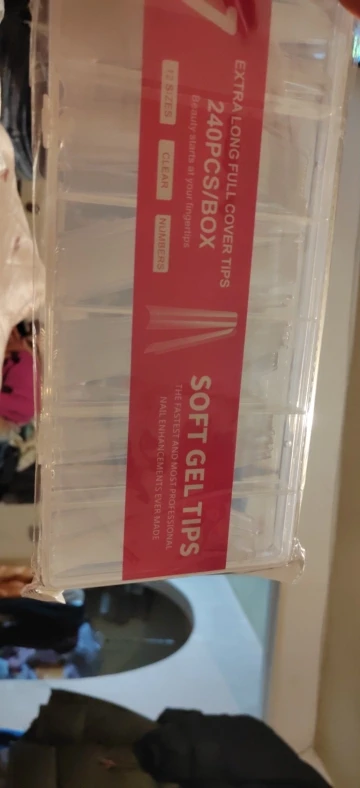 EXTRA LONG FULL COVER TIPS
240PCS/BOX
Beauty starts at your fingertips
12 SIZES
CLEAR
NUMBERS
SOFT GEL TIPS
THE FASTEST AND MOST PROFESSIONAL
NAIL ENHANCEMENTS EVER MADE